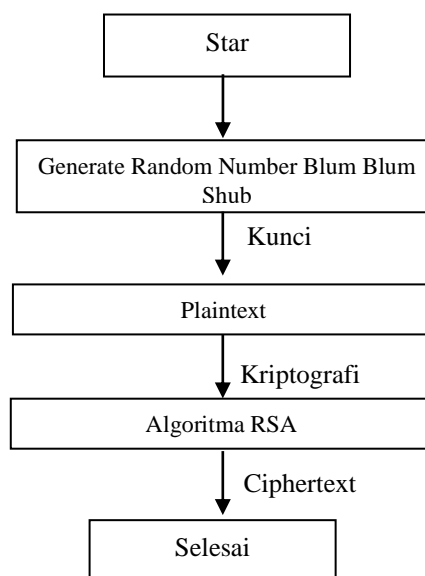 Star
Generate Random Number Blum Blum
Shub
Kunci
Plaintext
Kriptografi
Algoritma RSA
Ciphertext
Selesai